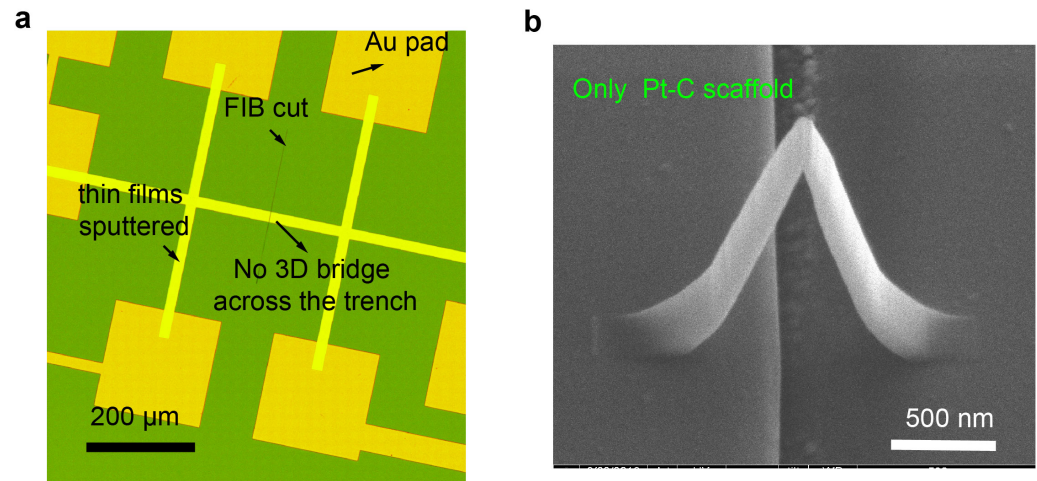 a
Au pad
FIB cut
thin films
sputtered
No 3D bridge
across the trench
200 μm
b
Only Pt-C scaffold
500 nm